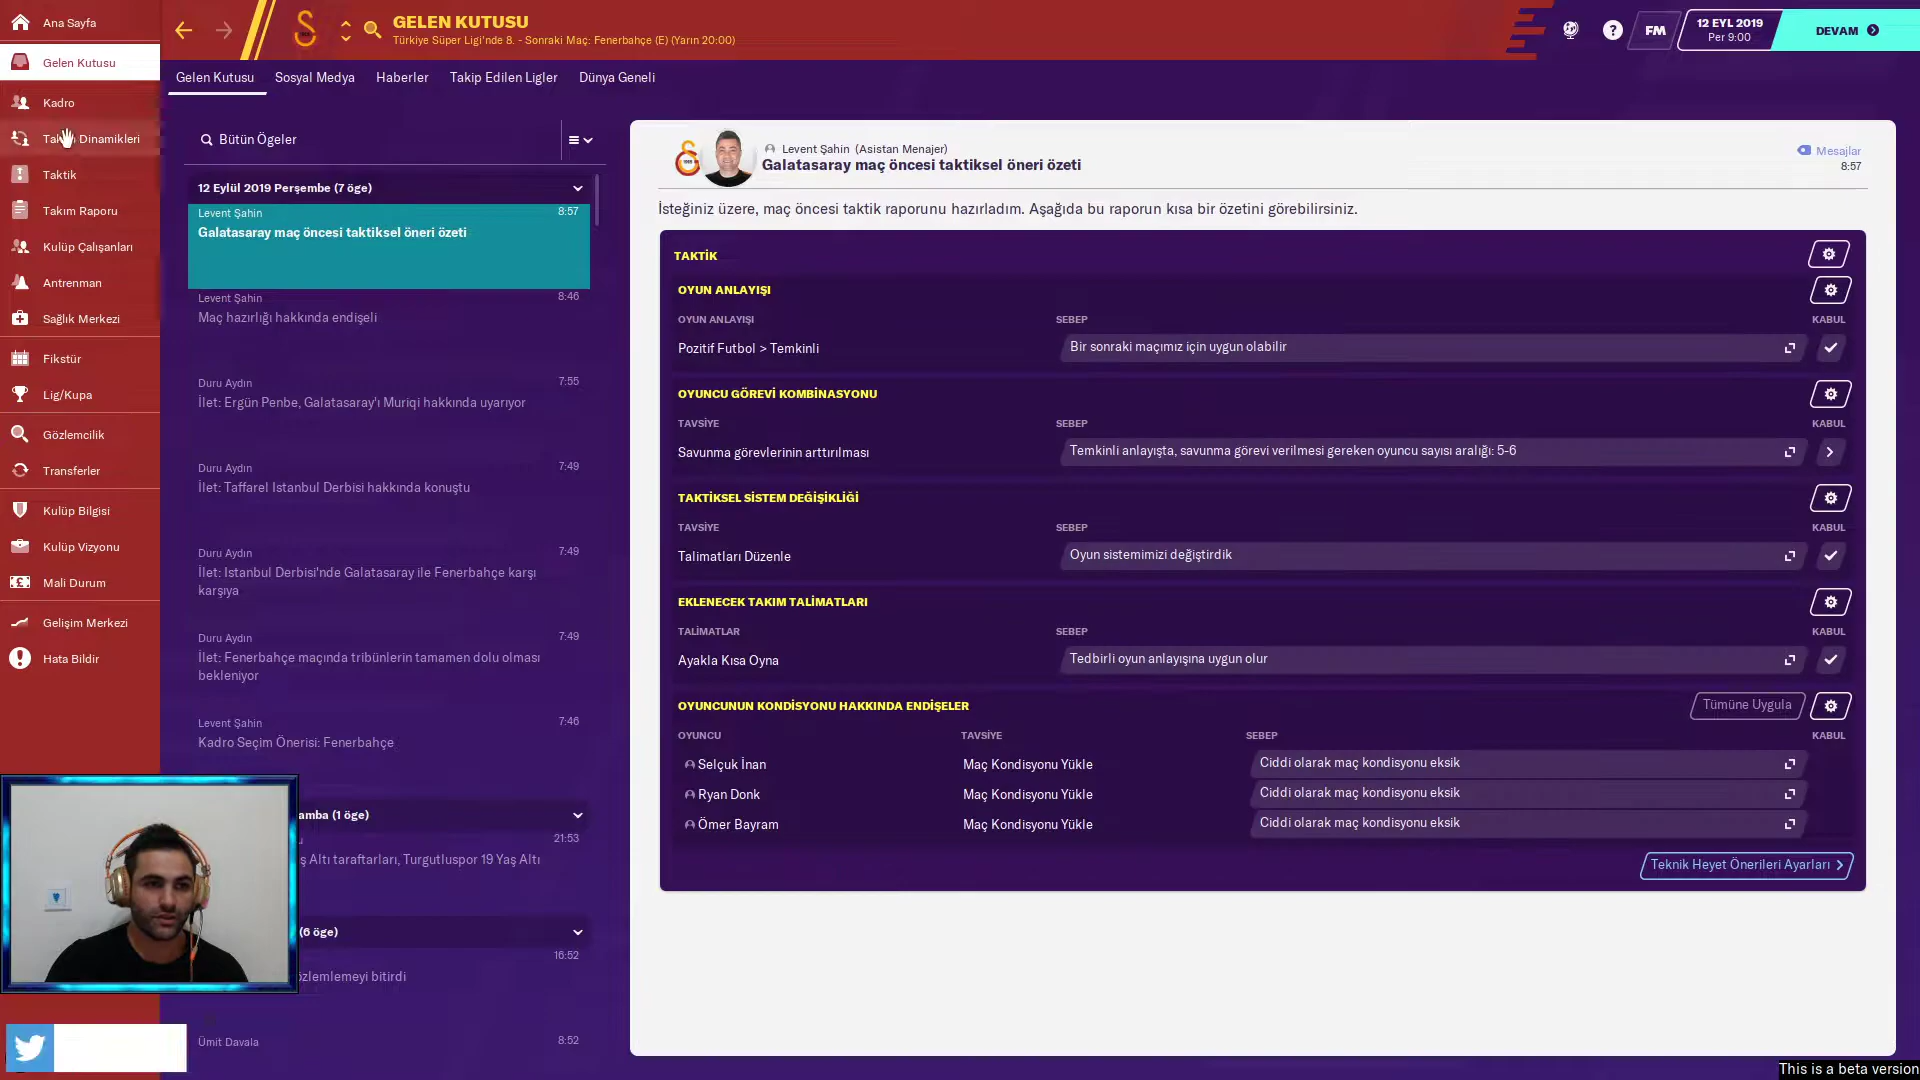 Ana Sayfa
Gelen Kutusu
Kadro
Dinamikleri
Taktik
Takım Raporu
Kulüp Çalışanları
Antrenman
Sağlık Merkezi
Fikstür
Lig/Kupa
Gözlemcilik
Transferler
Kulüp Bilgisi
Kulüp Vizyonu
Mali Durum
Gelişim Merkezi
Hata Bildir
GELEN KUTUSU
Türkiye Süper Ligi'nde 8. - Sonraki Maç: Fenerbahçe (E) (Yarın 20:00)
FM
12 EYL 2019
Per 9:00
DEVAM
Gelen Kutusu Sosyal Medya Haberler Takip Edilen Ligler Dünya Geneli
Bütün Ögeler
12 Eylül 2019 Perşembe (7 öge)
Levent Şahin 8:57
Galatasaray maç öncesi taktiksel öneri özeti
Levent Şahin 8:46
Maç hazırlığı hakkında endişeli
Duru Aydın 7:55
İlet: Ergün Penbe, Galatasaray'ı Muriqi hakkında uyarıyor
Duru Aydın 7:49
İlet: Taffarel Istanbul Derbisi hakkında konuştu
Duru Aydın 7:49
İlet: Istanbul Derbisi'nde Galatasaray ile Fenerbahçe karşı
karşıya
Duru Aydın 7:49
İlet: Fenerbahçe maçında tribünlerin tamamen dolu olması
bekleniyor
Levent Şahin 7:46
Kadro Seçim Önerisi: Fenerbahçe
(1 öge)
21:53
Altı taraftarları, Turgutluspor 19 Yaş Altı
(6 öge)
16:52
bitirdi
Ümit Davala 8:52
Levent Şahin (Asistan Menajer)
Galatasaray maç öncesi taktiksel öneri özeti
Mesajlar
8:57
İsteğiniz üzere, maç öncesi taktik raporunu hazırladım. Aşağıda bu raporun kısa bir özetini görebilirsiniz.
TAKTİK
OYUN ANLAYIŞI
OYUN ANLAYIŞI SEBEP KABUL
Pozitif Futbol > Temkinli Bir sonraki maçımız için uygun olabilir
OYUNCU GÖREVİ KOMBİNASYONU
TAVSİYE SEBEP KABUL
Savunma görevlerinin arttırılması Temkinli anlayışta, savunma görevi verilmesi gereken oyuncu sayısı aralığı: 5-6
TAKTİKSEL SİSTEM DEĞİŞİKLİĞİ
TAVSİYE SEBEP KABUL
Talimatları Düzenle Oyun sistemimizi değiştirdik
EKLENECEK TAKIM TALİMATLARI
TALİMATLAR SEBEP KABUL
Ayakla Kısa Oyna Tedbirli oyun anlayışına uygun olur
OYUNCUNUN KONDİSYONU HAKKINDA ENDİŞELER Tümüne Uygula
OYUNCU TAVSİYE SEBEP KABUL
Selçuk İnan Maç Kondisyonu Yükle Ciddi olarak maç kondisyonu eksik
Ryan Donk Maç Kondisyonu Yükle Ciddi olarak maç kondisyonu eksik
Ömer Bayram Maç Kondisyonu Yükle Ciddi olarak maç kondisyonu eksik
Teknik Heyet Önerileri Ayarları
This is a beta version